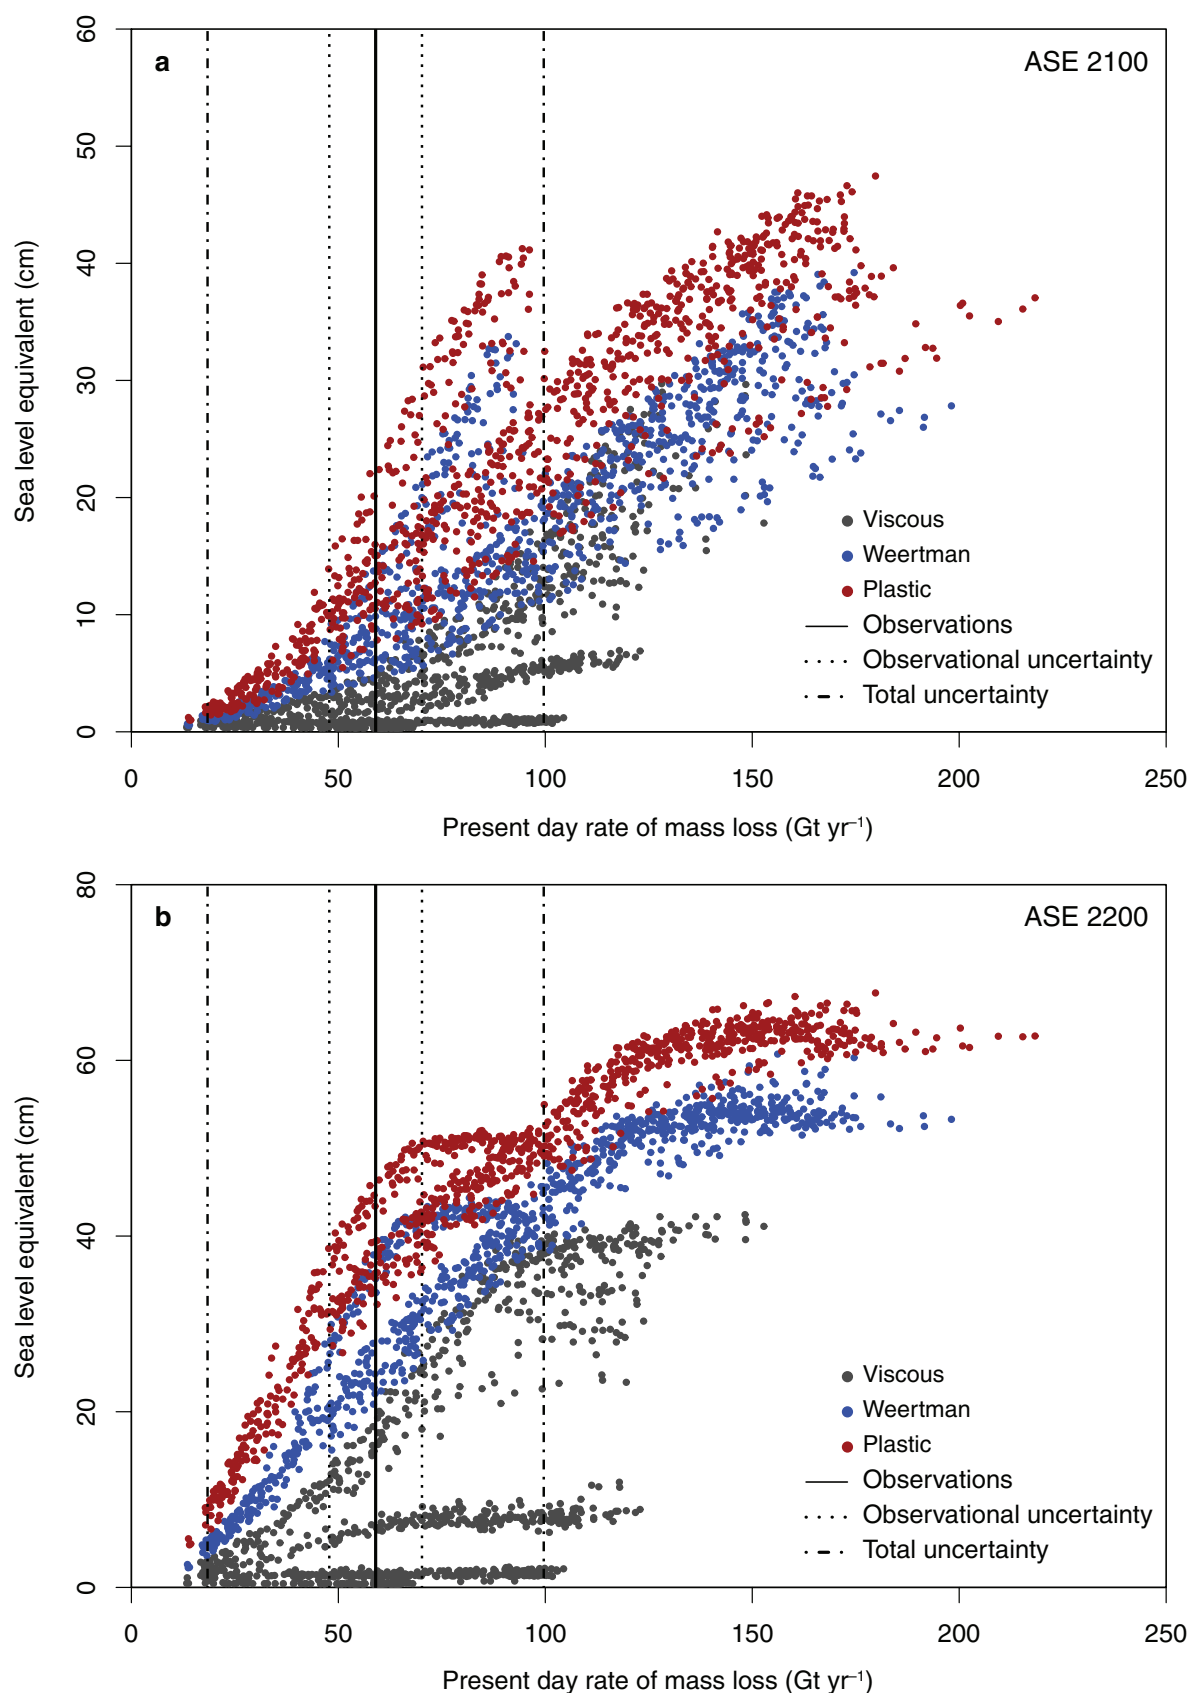 a
ASE 2100
60
50
40
30
20
10
0
Sea level equivalent (cm)
Viscous
Weertman
Plastic
Observations
Observational uncertainty
Total uncertainty
0 50 100 150 200 250
Present day rate of mass loss (Gt yr⁻¹)
b
ASE 2200
80
60
40
20
0
Sea level equivalent (cm)
Viscous
Weertman
Plastic
Observations
Observational uncertainty
Total uncertainty
0 50 100 150 200 250
Present day rate of mass loss (Gt yr⁻¹)